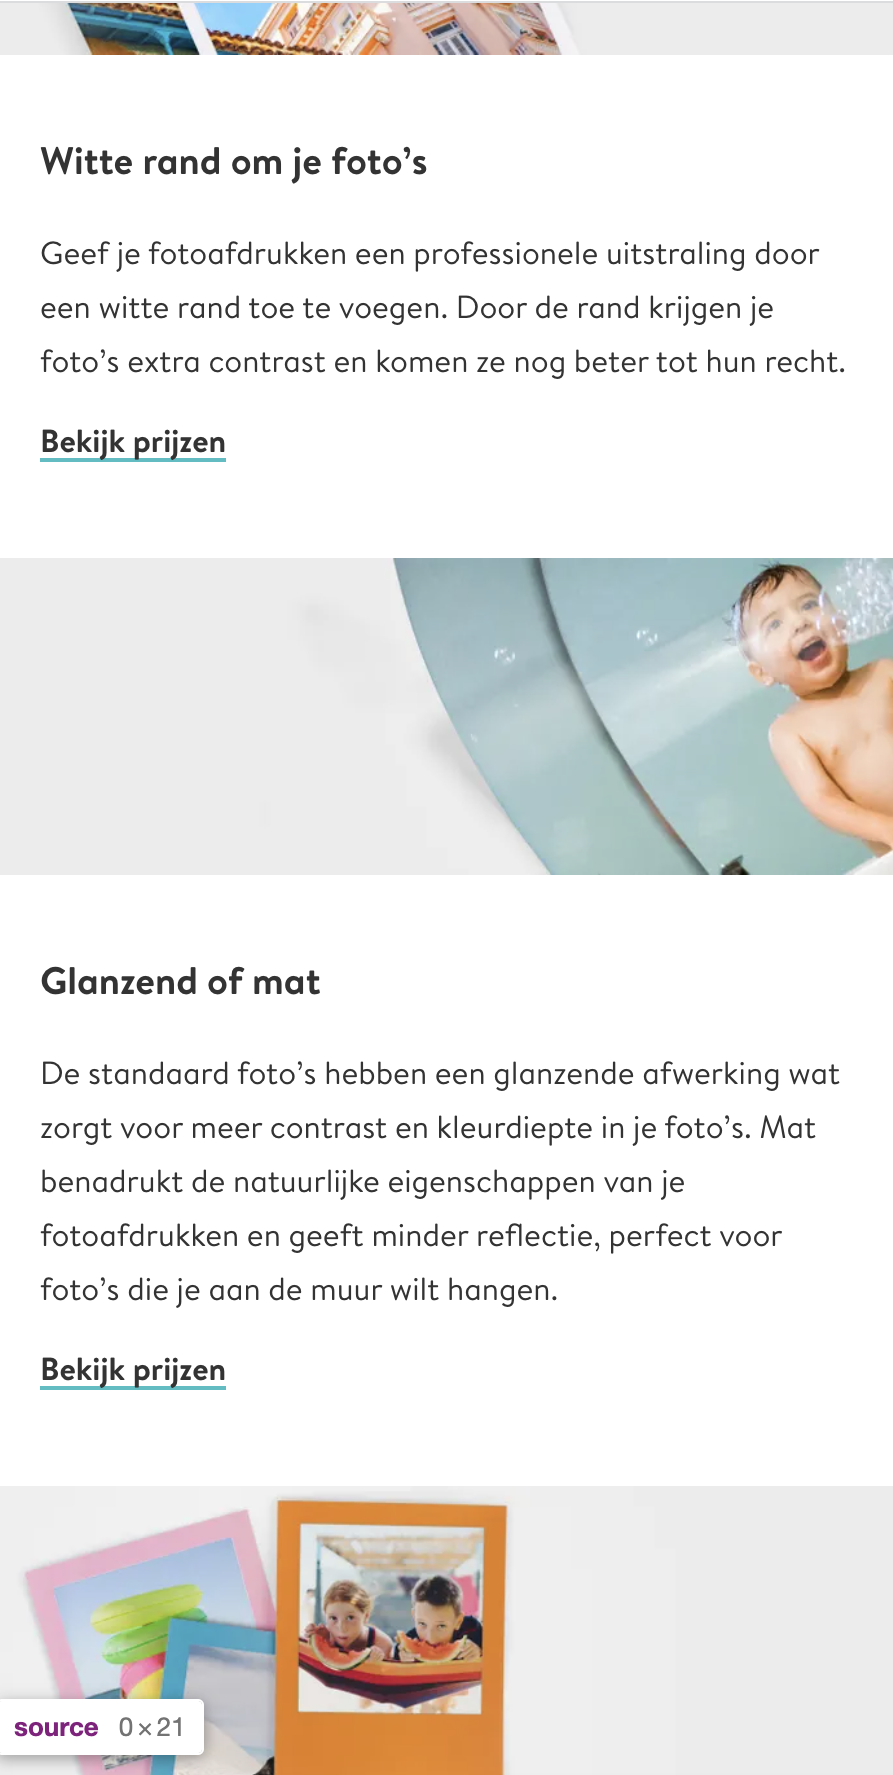 Witte rand om je foto’s
Geef je fotoafdrukken een professionele uitstraling door
een witte rand toe te voegen. Door de rand krijgen je
foto’s extra contrast en komen ze nog beter tot hun recht.
Bekijk prijzen
Glanzend of mat
De standaard foto’s hebben een glanzende afwerking wat
zorgt voor meer contrast en kleurdiepte in je foto’s. Mat
benadrukt de natuurlijke eigenschappen van je
fotoafdrukken en geeft minder reflectie, perfect voor
foto’s die je aan de muur wilt hangen.
Bekijk prijzen
source 0×21